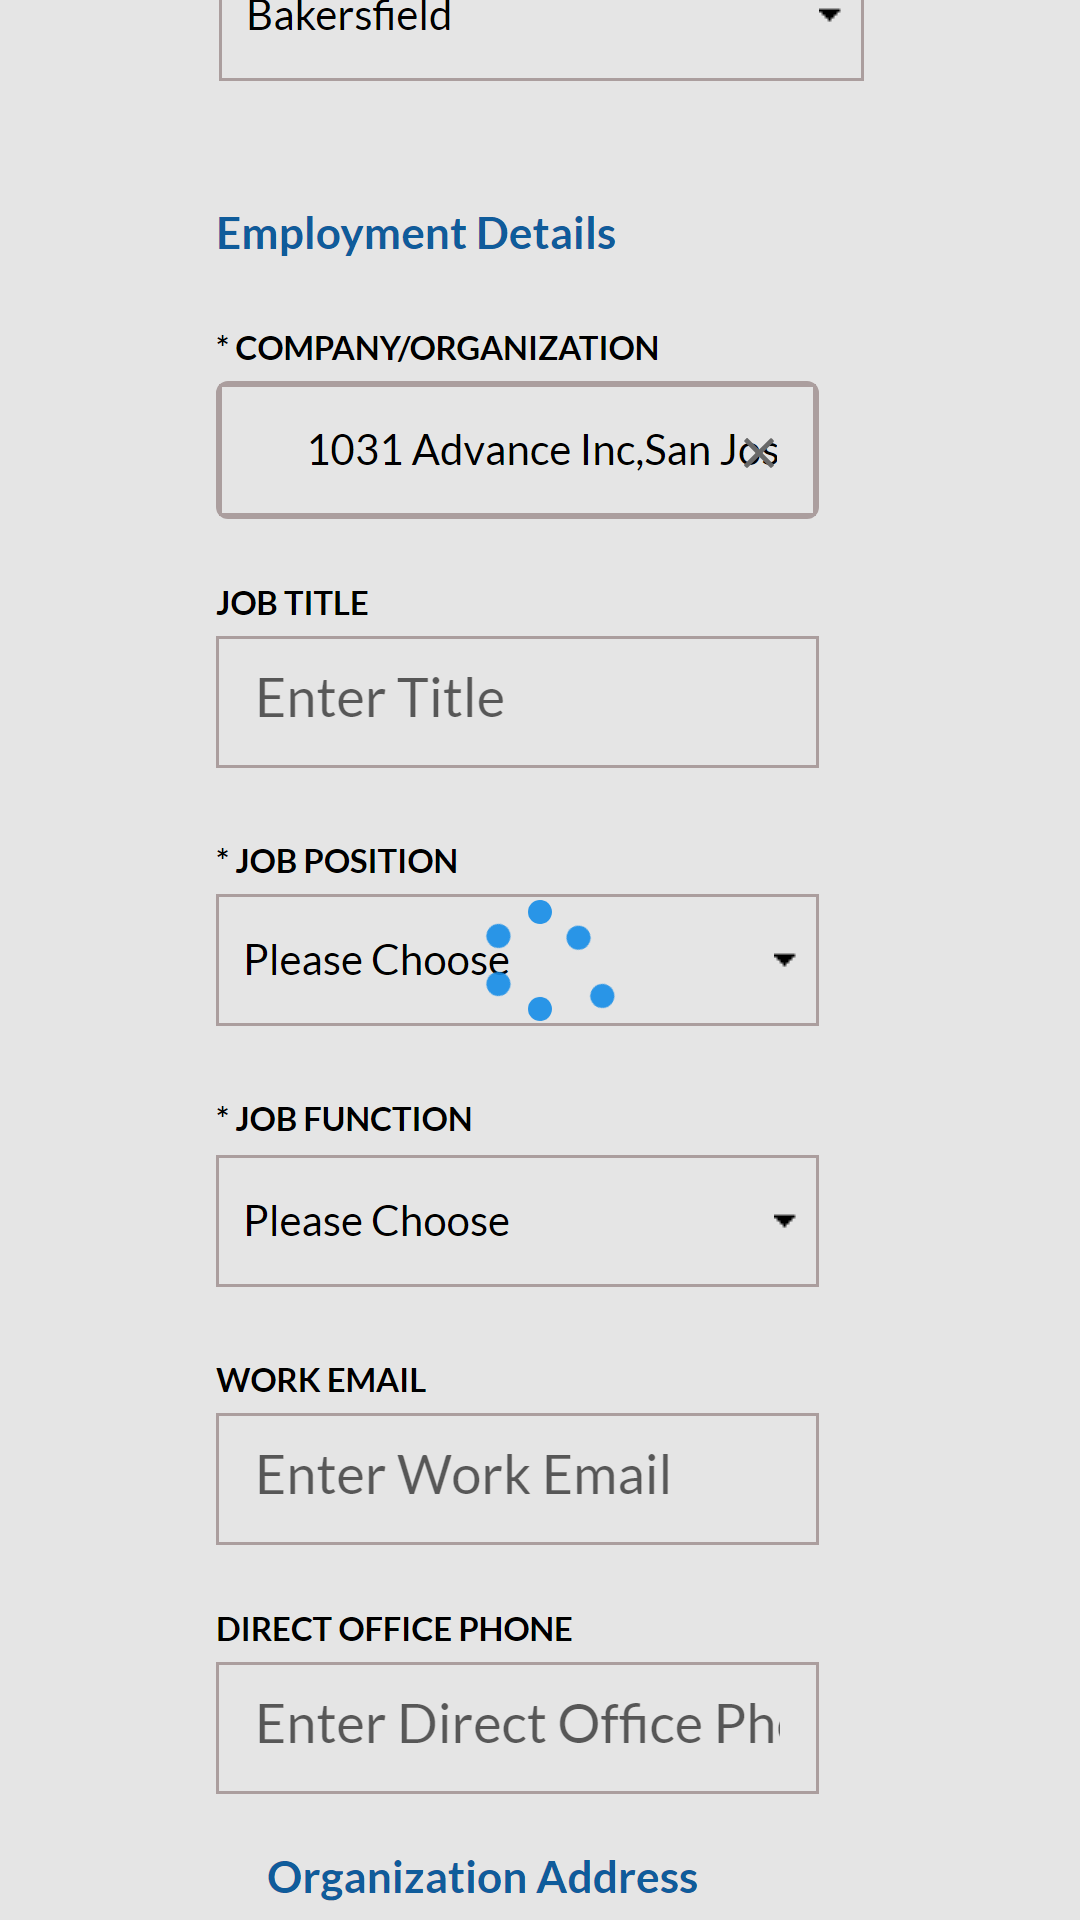 Bakersfield
Employment Details
* COMPANY/ORGANIZATION
1031 Advance Inc,San Jos
JOB TITLE
Enter Title
* JOB POSITION
Please Choose
* JOB FUNCTION
Please Choose
WORK EMAIL
Enter Work Email
DIRECT OFFICE PHONE
Enter Direct Office Ph
Organization Address